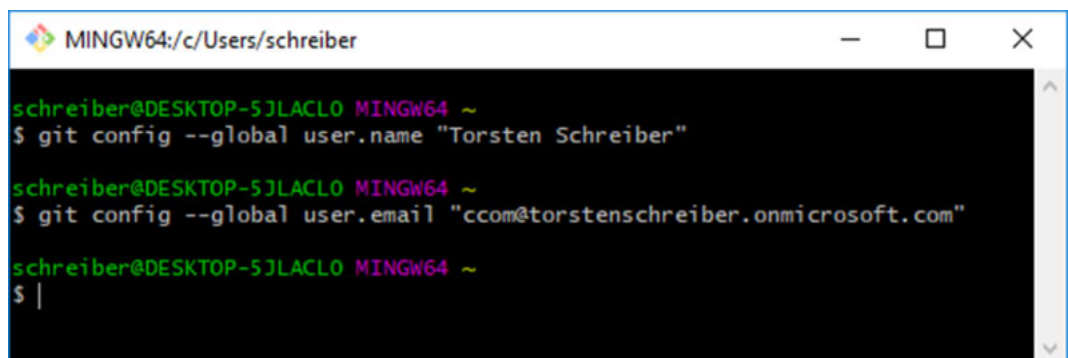 MINGW64:/c/Users/schreiber
schreiber@DESKTOP-5JLACLO MINGW64 ~
$ git config --global user.name "Torsten Schreiber"
schreiber@DESKTOP-5JLACLO MINGW64 ~
$ git config --global user.email "ccom@torstenschreiber.onmicrosoft.com"
schreiber@DESKTOP-5JLACLO MINGW64 ~
$